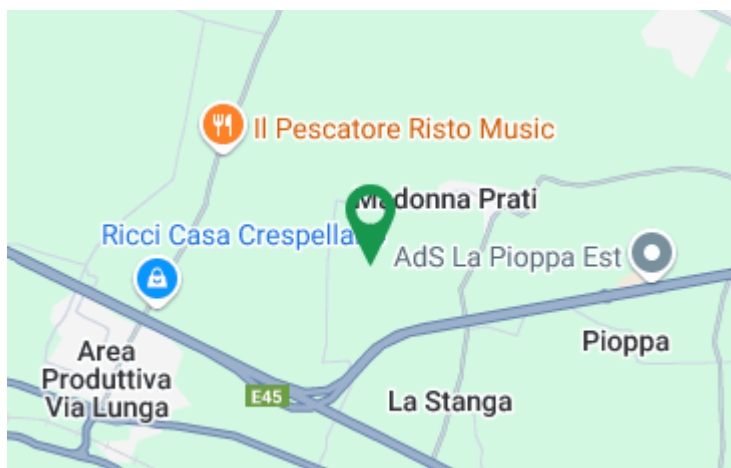 Il Pescatore Risto Music
Madonna Prati
Ricci Casa Crespellano
AdS La Pioppa Est
Pioppa
Area
Produttiva
Via Lunga
E45
La Stanga